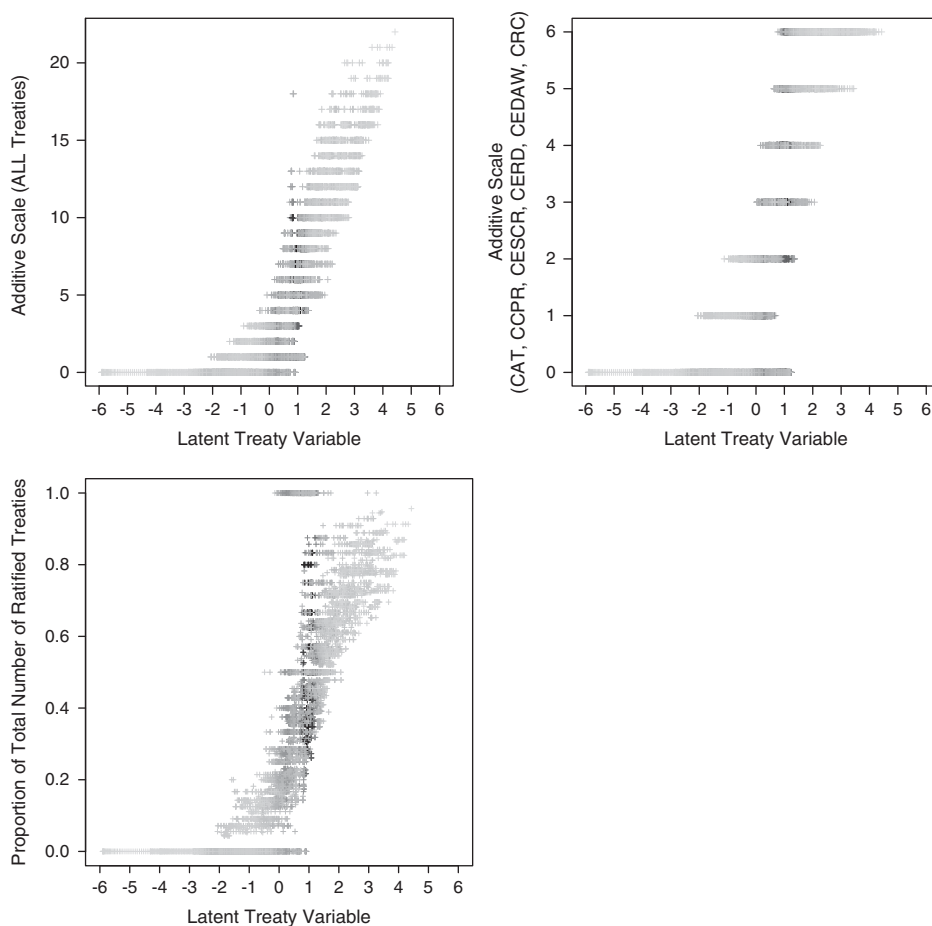 Additive Scale (ALL Treaties)
20
15
10
5
0
-6 -5 -4 -3 -2 -1 0 1 2 3 4 5 6
Latent Treaty Variable
Additive Scale
(CAT, CCPR, CESCR, CERD, CEDAW, CRC)
6
5
4
3
2
1
0
-6 -5 -4 -3 -2 -1 0 1 2 3 4 5 6
Latent Treaty Variable
Proportion of Total Number of Ratified Treaties
1.0
0.8
0.6
0.4
0.2
0.0
-6 -5 -4 -3 -2 -1 0 1 2 3 4 5 6
Latent Treaty Variable